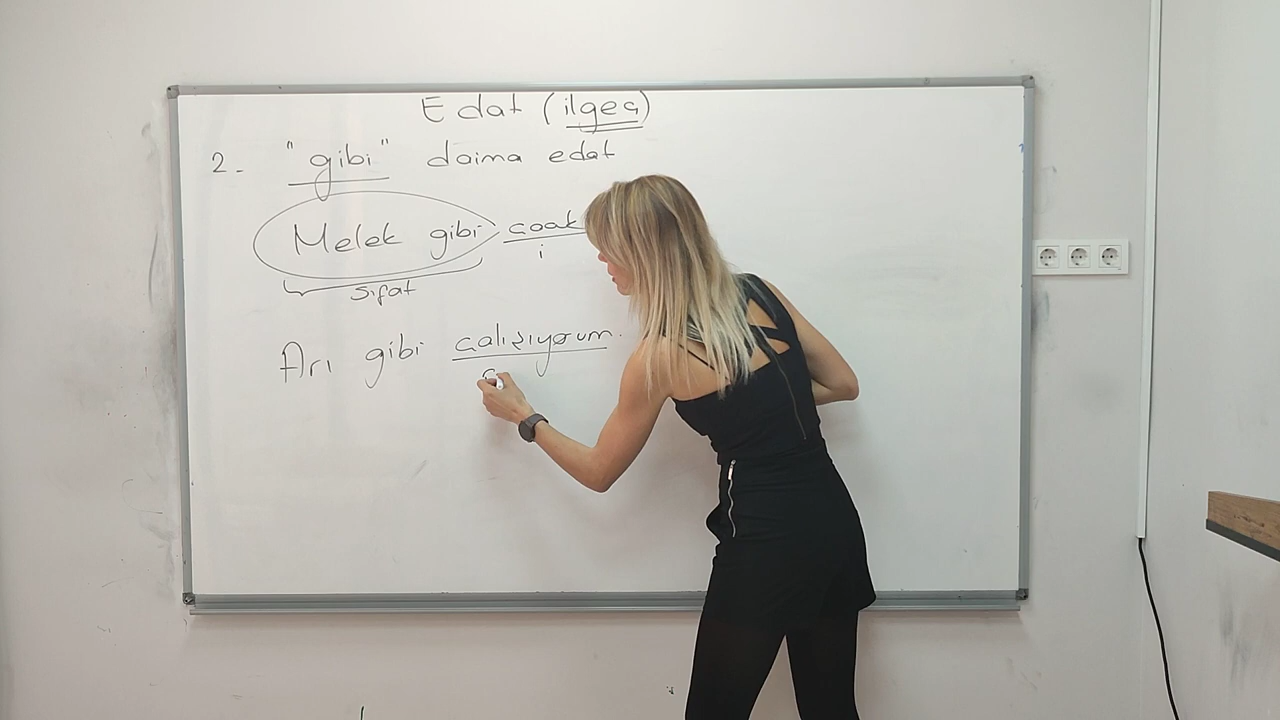 Edat (ilgeç)
2- "gibi" daima edat
Melek gibi çocuk
i
sıfat
Arı gibi çalışıyorum.